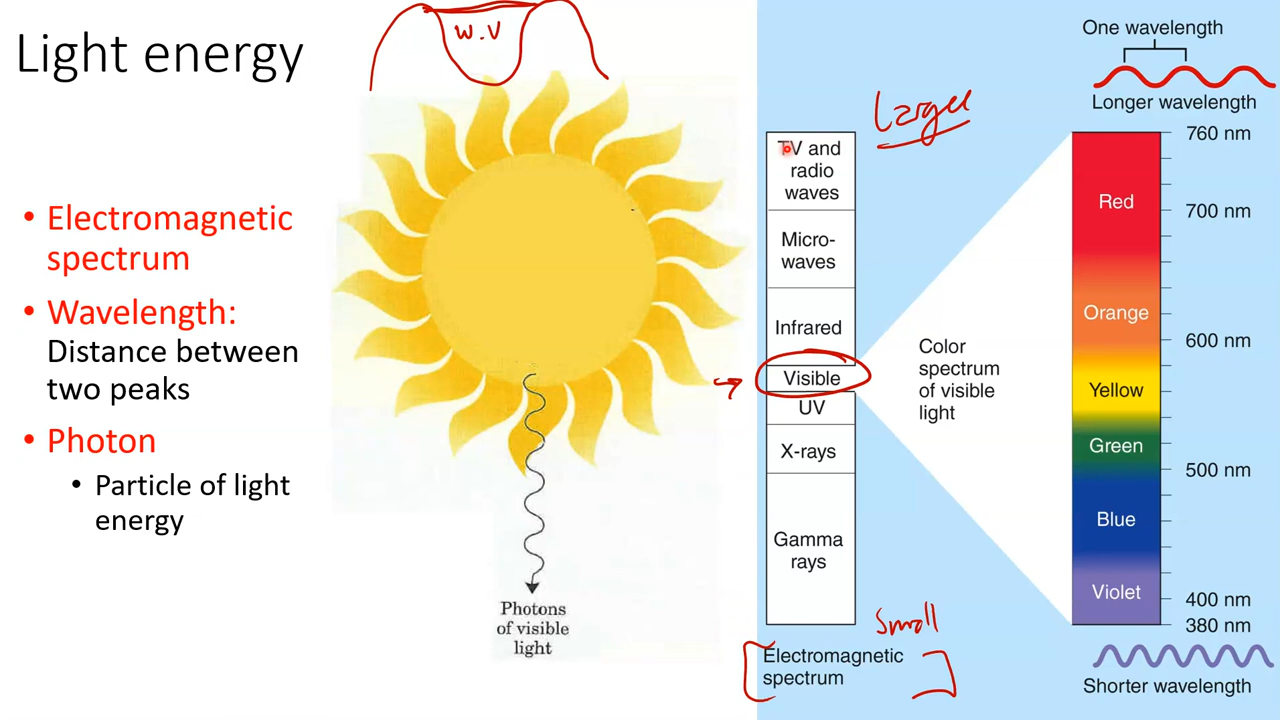 Light energy
• Electromagnetic
spectrum
• Wavelength:
Distance between
two peaks
• Photon
• Particle of light
energy
W.V
Photons
of visible
light
Larger
TV and
radio
waves
Micro-
waves
Infrared
Visible
UV
X-rays
Gamma
rays
Small
Electromagnetic
spectrum
Color
spectrum
of visible
light
One wavelength
Longer wavelength
760 nm
Red
700 nm
Orange
600 nm
Yellow
Green
500 nm
Blue
Violet
400 nm
380 nm
Shorter wavelength